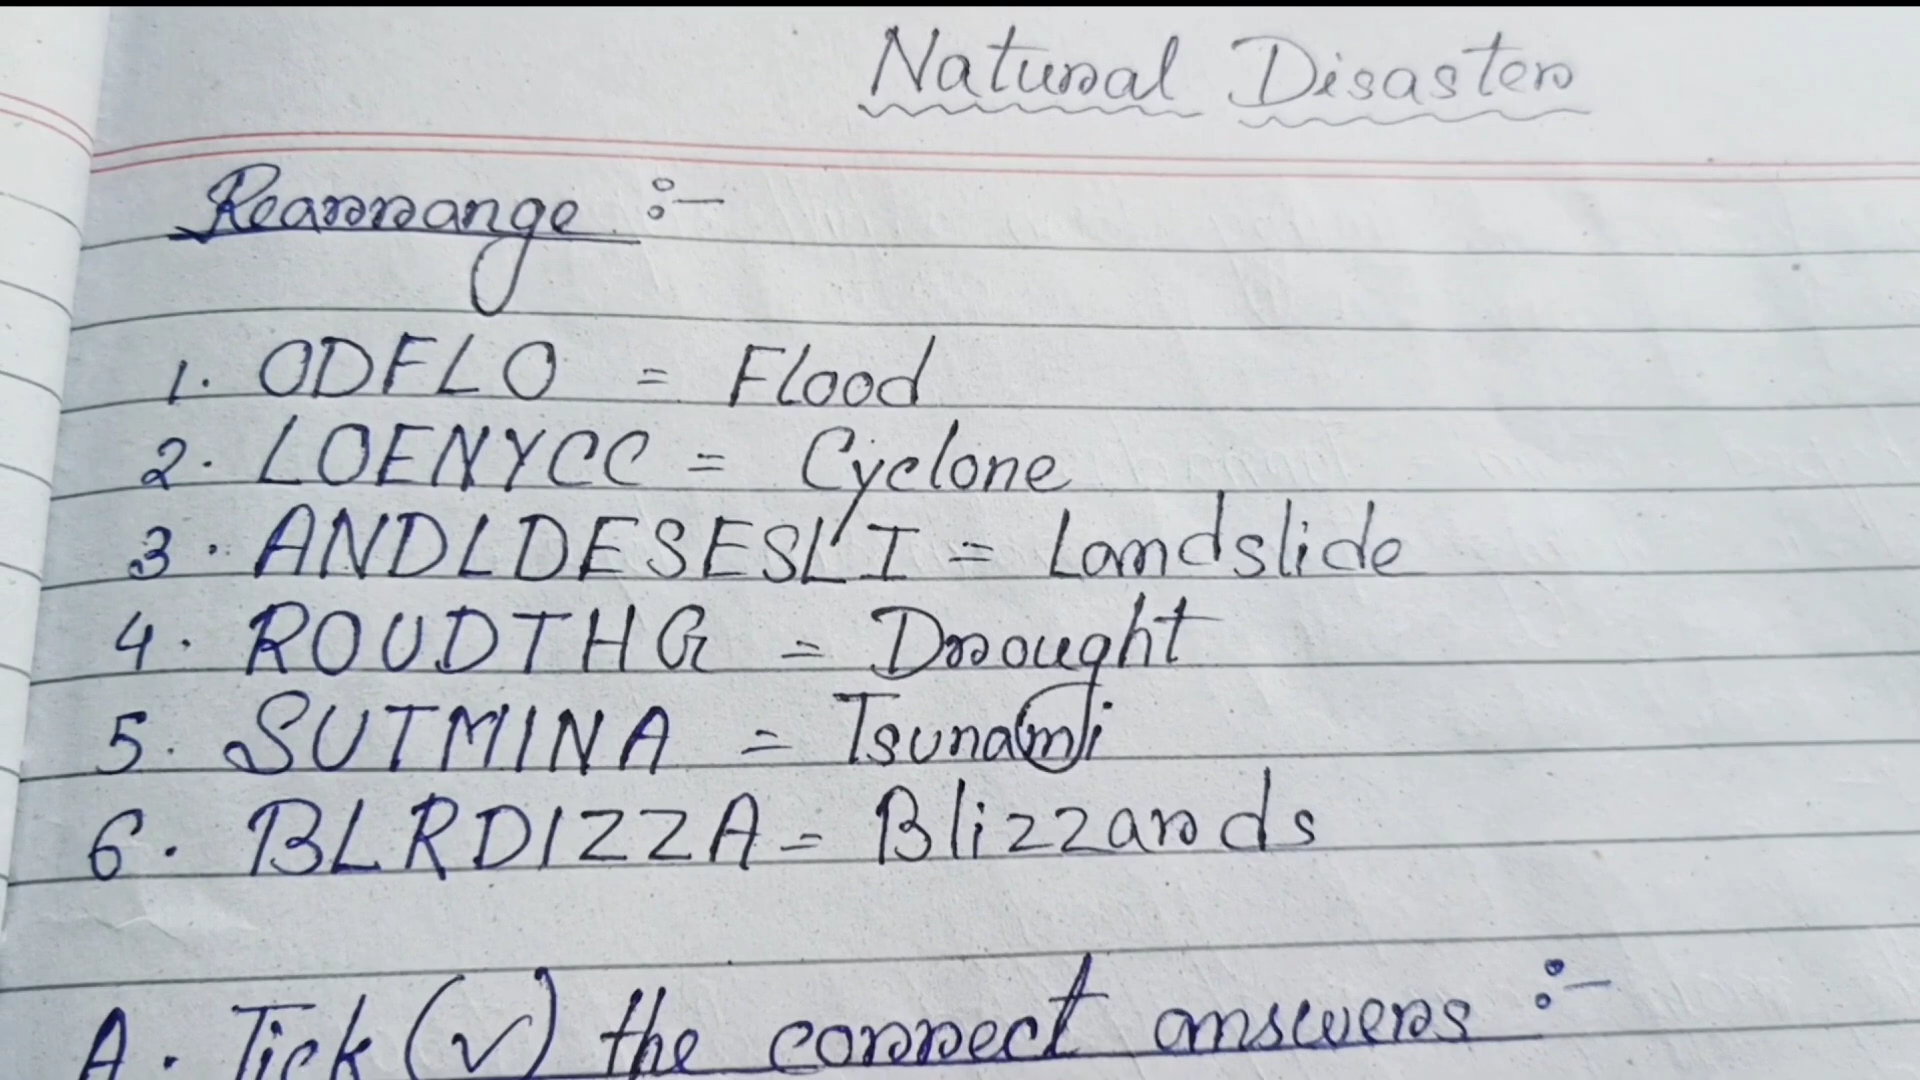 Natural Disaster
Rearrange :-
1. ODFLO = Flood
2. LOENYCC = Cyclone
3. ANDLDESESLI = Landslide
4. ROUDTHG = Drought
5. SUTMINA = Tsunami
6. BLRDIZZA = Blizzards
A. Tick (✓) the correct answers :-